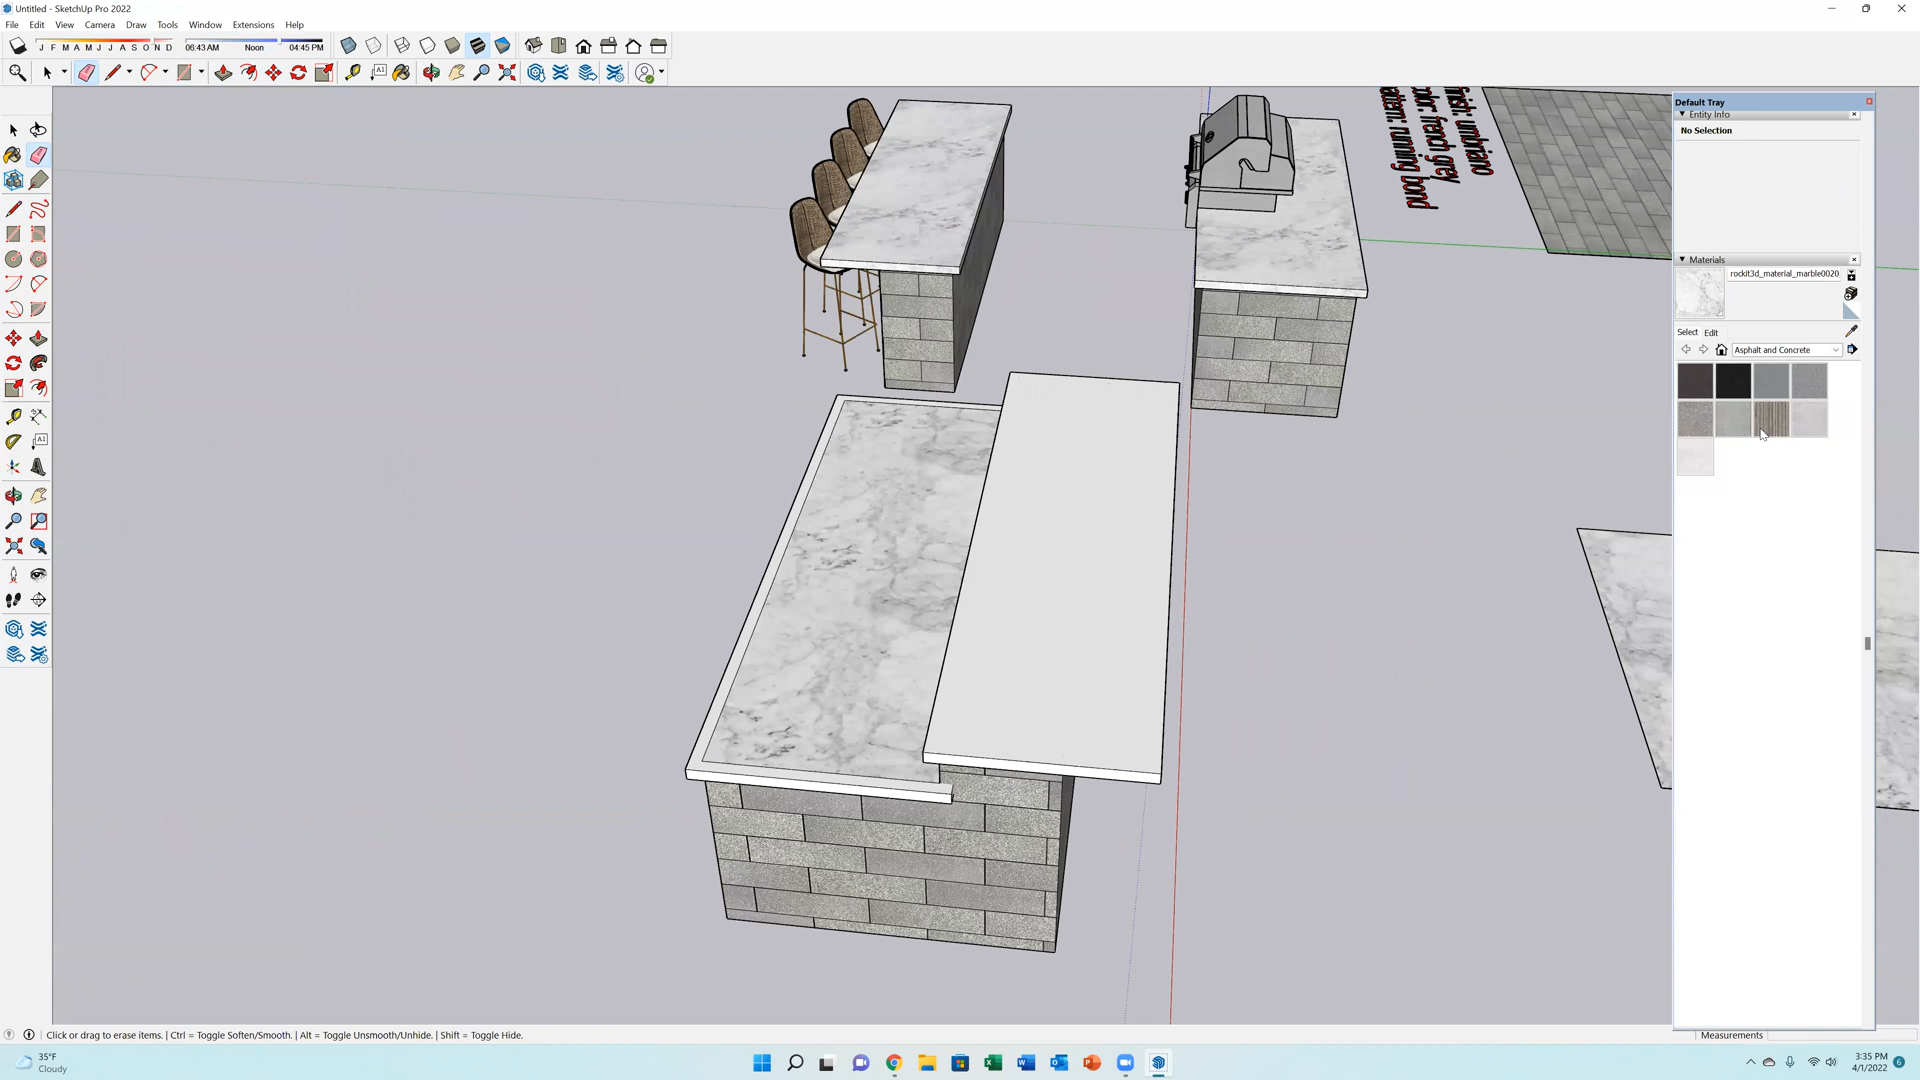 Untitled - SketchUp Pro 2022
File Edit View Camera Draw Tools Window Extensions Help
J F M A M J J A S O N D 06:43 AM Noon 04:45 PM
finish: umbriano
color: french grey
pattern: running bond
Default Tray
Entity Info
No Selection
Materials
rockit3d_material_marble0020
Select Edit
Asphalt and Concrete
Click or drag to erase items. | Ctrl = Toggle Soften/Smooth. | Alt = Toggle Unsmooth/Unhide. | Shift = Toggle Hide.
Measurements
35°F
Cloudy
3:35 PM
4/1/2022
6